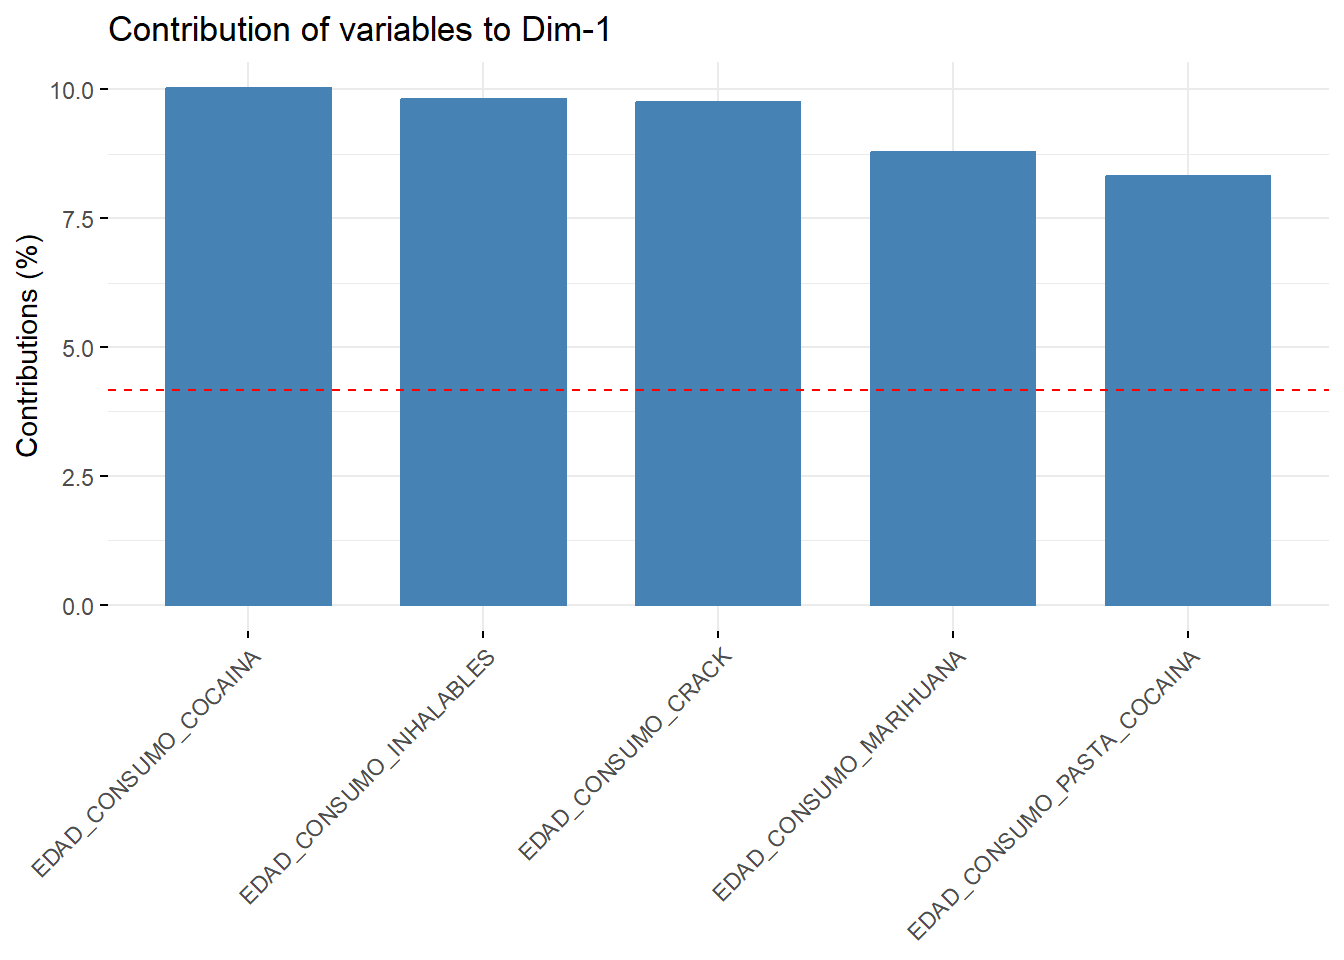 Contribution of variables to Dim-1
Contributions (%)
10.0
7.5
5.0
2.5
0.0
EDAD_CONSUMO_COCAINA
EDAD_CONSUMO_INHALABLES
EDAD_CONSUMO_CRACK
EDAD_CONSUMO_MARIHUANA
EDAD_CONSUMO_PASTA_COCAINA